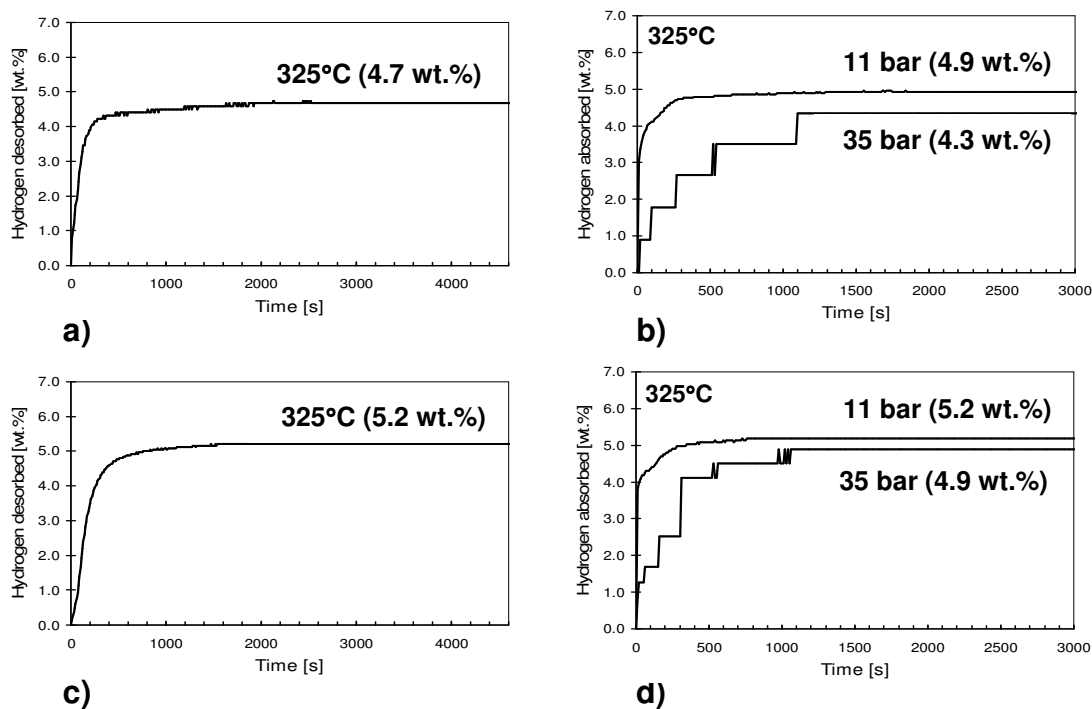 7.0
6.0
5.0
4.0
3.0
2.0
1.0
0.0
Hydrogen desorbed [wt.%]
325°C (4.7 wt.%)
0 1000 2000 3000 4000
Time [s]
a)
7.0
6.0
5.0
4.0
3.0
2.0
1.0
0.0
Hydrogen absorbed [wt.%]
325°C
11 bar (4.9 wt.%)
35 bar (4.3 wt.%)
0 500 1000 1500 2000 2500 3000
Time [s]
b)
7.0
6.0
5.0
4.0
3.0
2.0
1.0
0.0
Hydrogen desorbed [wt.%]
325°C (5.2 wt.%)
0 1000 2000 3000 4000
Time [s]
c)
7.0
6.0
5.0
4.0
3.0
2.0
1.0
0.0
Hydrogen absorbed [wt.%]
325°C
11 bar (5.2 wt.%)
35 bar (4.9 wt.%)
0 500 1000 1500 2000 2500 3000
Time [s]
d)